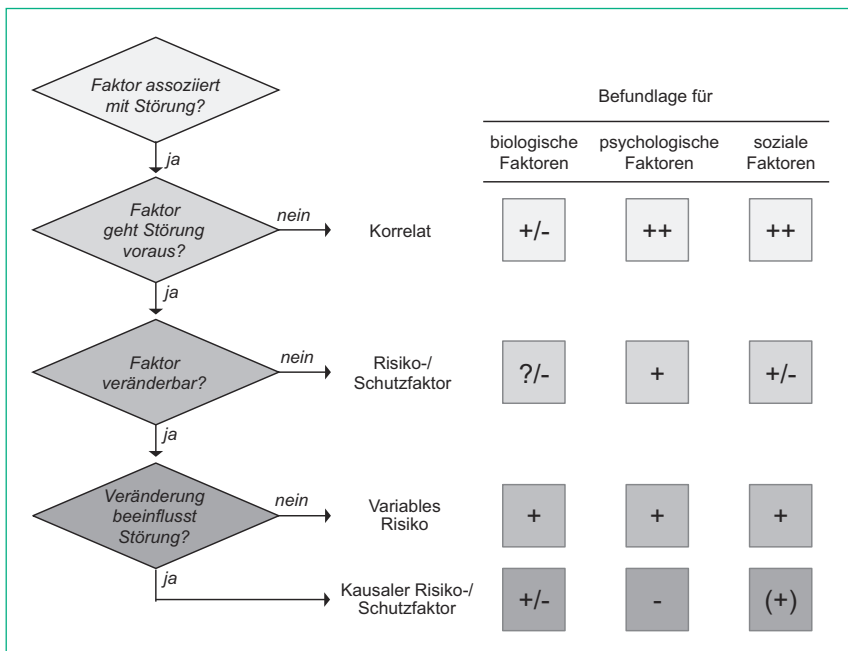 Faktor assoziiert
mit Störung?
Befundlage für
biologische
Faktoren
psychologische
Faktoren
soziale
Faktoren
ja
Faktor
geht Störung
voraus?
nein
Korrelat
+/-
++
++
ja
Faktor
veränderbar?
nein
Risiko-/
Schutzfaktor
?/-
+
+/-
ja
Veränderung
beeinflusst
Störung?
nein
Variables
Risiko
+
+
+
ja
Kausaler Risiko-/
Schutzfaktor
+/-
-
(+)